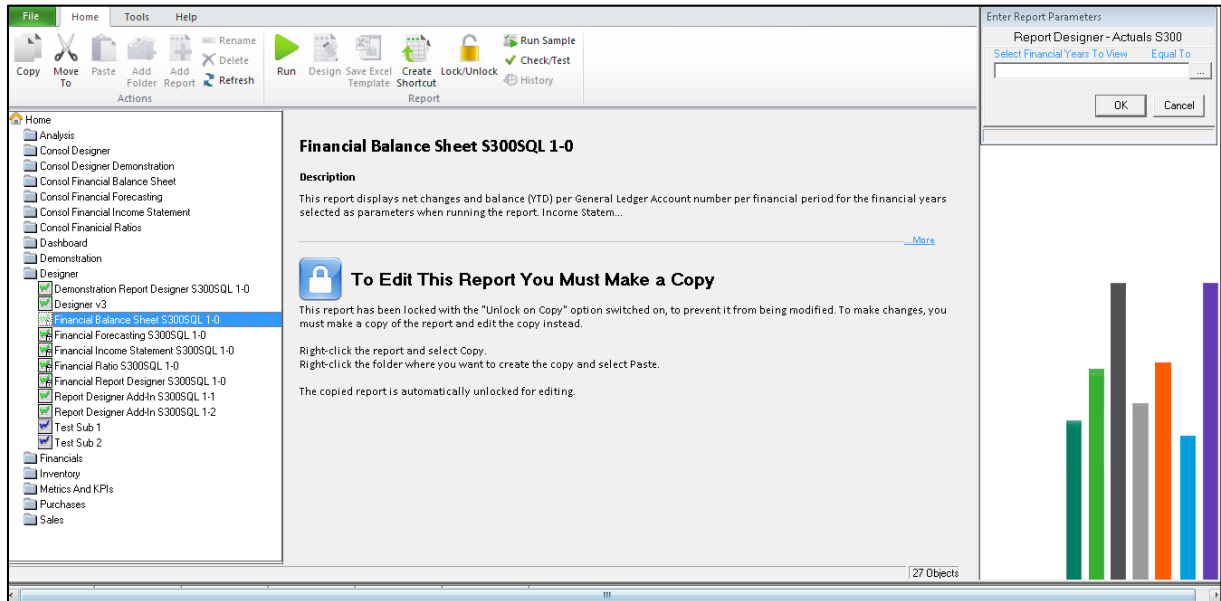 File Home Tools Help
Copy
Move To
Paste
Add Folder
Add Report
Rename
Delete
Refresh
Actions
Run
Design
Save Excel Template
Create Shortcut
Lock/Unlock
Run Sample
Check/Test
History
Report
Home
Analysis
Consol Designer
Consol Designer Demonstration
Consol Financial Balance Sheet
Consol Financial Forecasting
Consol Financial Income Statement
Consol Finanicial Ratios
Dashboard
Demonstration
Designer
Demonstration Report Designer S300SQL 1-0
Designer v3
Financial Balance Sheet S300SQL 1-0
Financial Forecasting S300SQL 1-0
Financial Income Statement S300SQL 1-0
Financial Ratio S300SQL 1-0
Financial Report Designer S300SQL 1-0
Report Designer Add-In S300SQL 1-1
Report Designer Add-In S300SQL 1-2
Test Sub 1
Test Sub 2
Financials
Inventory
Metrics And KPIs
Purchases
Sales
Financial Balance Sheet S300SQL 1-0
Description
This report displays net changes and balance (YTD) per General Ledger Account number per financial period for the financial years
selected as parameters when running the report. Income Statem...
...More
To Edit This Report You Must Make a Copy
This report has been locked with the "Unlock on Copy" option switched on, to prevent it from being modified. To make changes, you
must make a copy of the report and edit the copy instead.
Right-click the report and select Copy.
Right-click the folder where you want to create the copy and select Paste.
The copied report is automatically unlocked for editing.
27 Objects
Enter Report Parameters
Report Designer - Actuals S300
Select Financial Years To View Equal To
...
OK Cancel